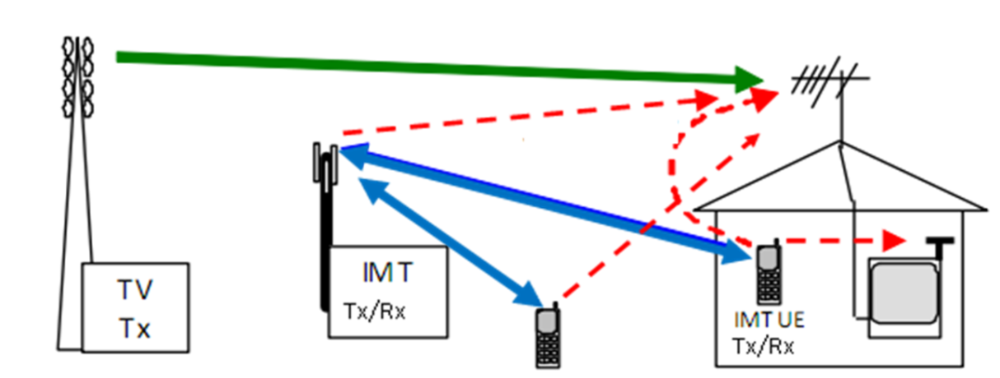 TV
Tx
IMT
Tx/Rx
IMT UE
Tx/Rx